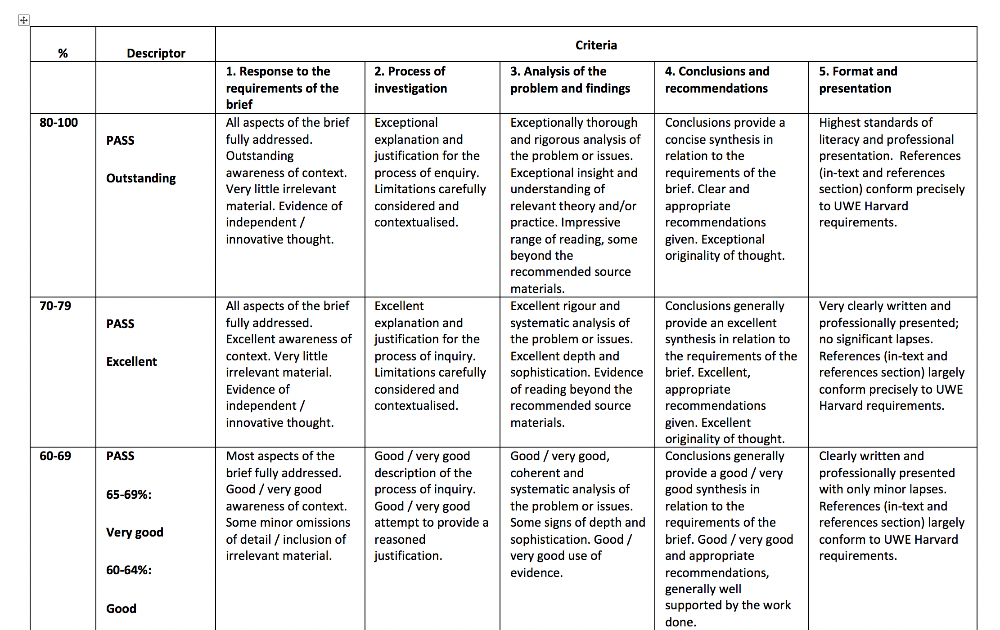 Criteria
%
Descriptor
1. Response to the
requirements of the
brief
2. Process of
investigation
3. Analysis of the
problem and findings
4. Conclusions and
recommendations
5. Format and
presentation
80-100
PASS
Outstanding
All aspects of the brief
fully addressed.
Outstanding
awareness of context.
Very little irrelevant
material. Evidence of
independent /
innovative thought.
Exceptional
explanation and
justification for the
process of enquiry.
Limitations carefully
considered and
contextualised.
Exceptionally thorough
and rigorous analysis of
the problem or issues.
Exceptional insight and
understanding of
relevant theory and/or
practice. Impressive
range of reading, some
beyond the
recommended source
materials.
Conclusions provide a
concise synthesis in
relation to the
requirements of the
brief. Clear and
appropriate
recommendations
given. Exceptional
originality of thought.
Highest standards of
literacy and professional
presentation.  References
(in-text and references
section) conform precisely
to UWE Harvard
requirements.
70-79
PASS
Excellent
All aspects of the brief
fully addressed.
Excellent awareness of
context. Very little
irrelevant material.
Evidence of
independent /
innovative thought.
Excellent
explanation and
justification for the
process of inquiry.
Limitations carefully
considered and
contextualised.
Excellent rigour and
systematic analysis of
the problem or issues.
Excellent depth and
sophistication. Evidence
of reading beyond the
recommended source
materials.
Conclusions generally
provide an excellent
synthesis in relation to
the requirements of the
brief. Excellent,
appropriate
recommendations
given. Excellent
originality of thought.
Very clearly written and
professionally presented;
no significant lapses.
References (in-text and
references section) largely
conform precisely to UWE
Harvard requirements.
60-69
PASS
65-69%:
Very good
60-64%:
Good
Most aspects of the
brief fully addressed.
Good / very good
awareness of context.
Some minor omissions
of detail / inclusion of
irrelevant material.
Good / very good
description of the
process of inquiry.
Good / very good
attempt to provide a
reasoned
justification.
Good / very good,
coherent and
systematic analysis of
the problem or issues.
Some signs of depth and
sophistication. Good /
very good use of
evidence.
Conclusions generally
provide a good / very
good synthesis in
relation to the
requirements of the
brief. Good / very good
and appropriate
recommendations,
generally well
supported by the work
done.
Clearly written and
professionally presented
with only minor lapses.
References (in-text and
references section) largely
conform to UWE Harvard
requirements.